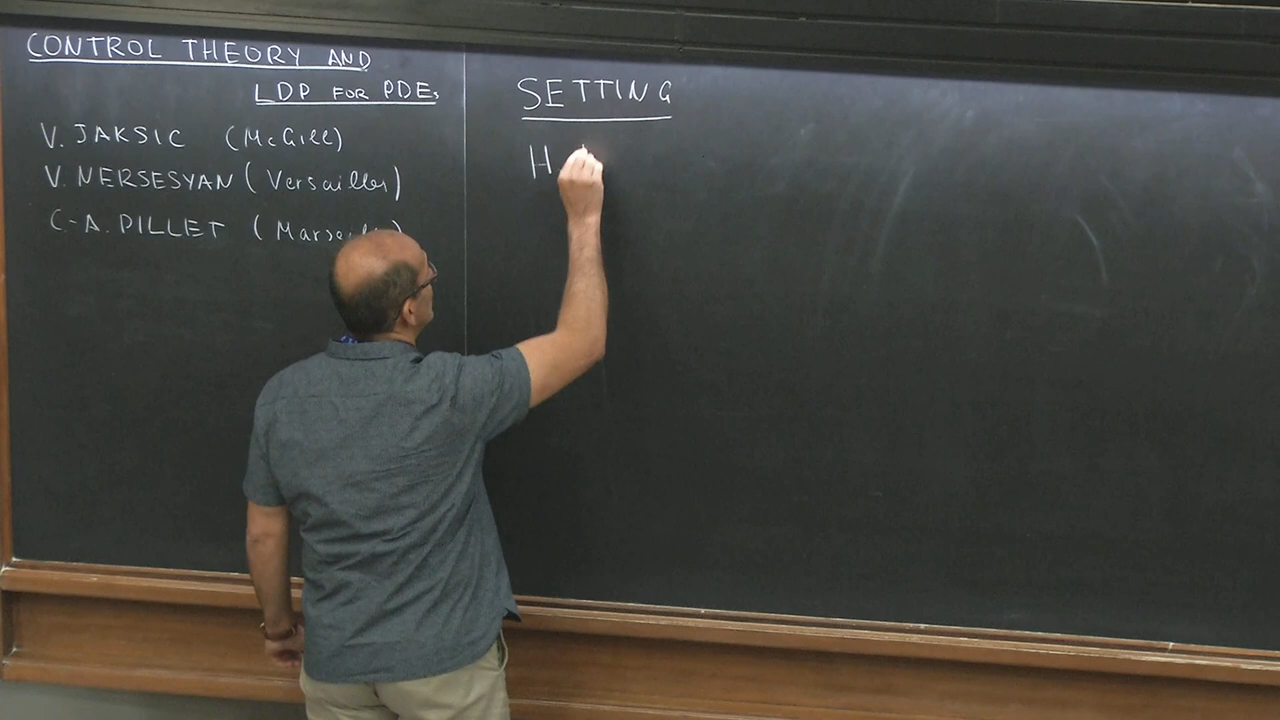 CONTROL THEORY AND
LDP FOR PDEs
V. JAKSIC (McGill)
V. NERSESYAN (Versailles)
C.-A. PILLET
SETTING
H